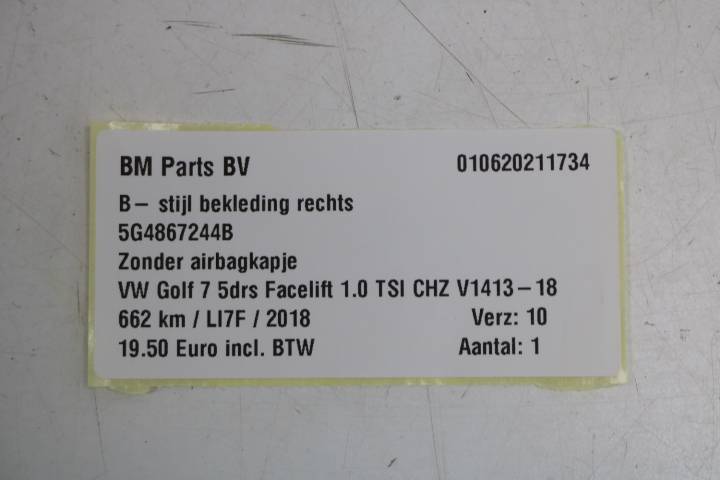 BM Parts BV 010620211734
B- stijl bekleding rechts
5G4867244B
Zonder airbagkapje
VW Golf 7 5drs Facelift 1.0 TSI CHZ V1413-18
662 km / LI7F / 2018 Verz: 10
19.50 Euro incl. BTW Aantal: 1